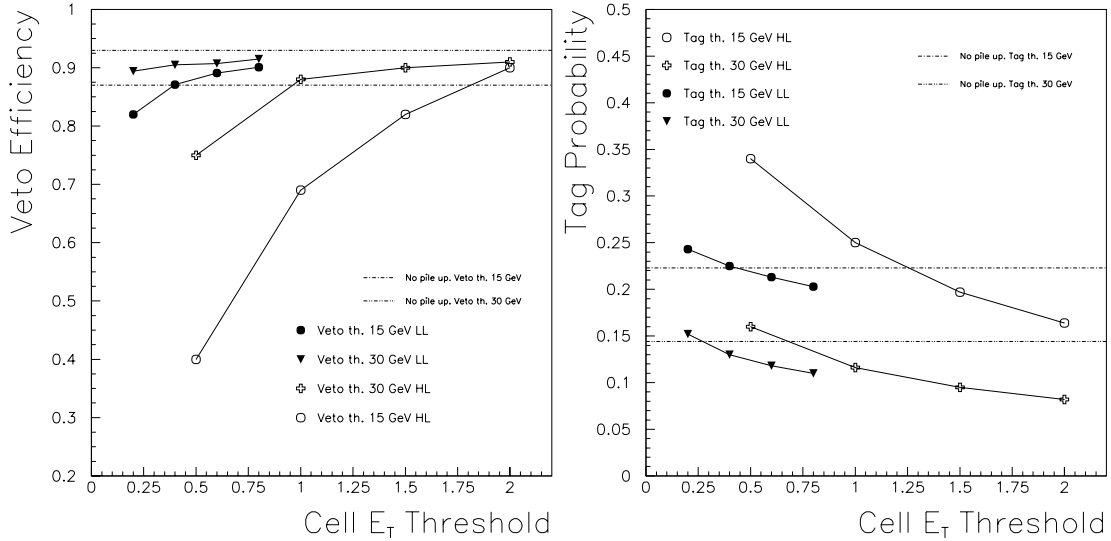 Veto Efficiency
1
0.9
0.8
0.7
0.6
0.5
0.4
0.3
0.2
No pile up. Veto th. 15 GeV
No pile up. Veto th. 30 GeV
Veto th. 15 GeV LL
Veto th. 30 GeV LL
Veto th. 30 GeV HL
Veto th. 15 GeV HL
0 0.25 0.5 0.75 1 1.25 1.5 1.75 2
Cell E_T Threshold
Tag Probability
0.5
0.45
0.4
0.35
0.3
0.25
0.2
0.15
0.1
0.05
0
Tag th. 15 GeV HL
Tag th. 30 GeV HL
Tag th. 15 GeV LL
Tag th. 30 GeV LL
No pile up. Tag th. 15 GeV
No pile up. Tag th. 30 GeV
0 0.25 0.5 0.75 1 1.25 1.5 1.75 2
Cell E_T Threshold